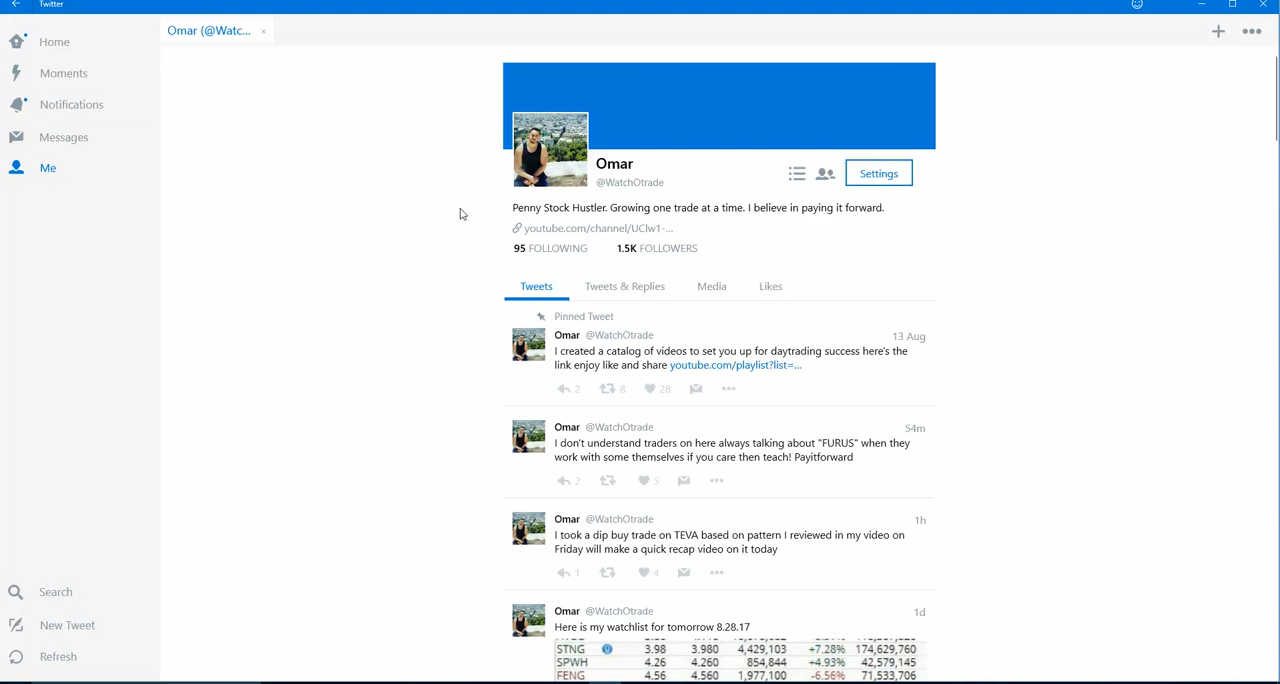 Twitter
Omar (@Watc... ×
Home
Moments
Notifications
Messages
Me
Omar
@WatchOtrade
Settings
Penny Stock Hustler. Growing one trade at a time. I believe in paying it forward.
youtube.com/channel/UClw1-...
95 FOLLOWING 1.5K FOLLOWERS
Tweets Tweets & Replies Media Likes
Pinned Tweet
Omar @WatchOtrade 13 Aug
I created a catalog of videos to set you up for daytrading success here's the
link enjoy like and share youtube.com/playlist?list=...
2 8 28
Omar @WatchOtrade 54m
I don't understand traders on here always talking about "FURUS" when they
work with some themselves if you care then teach! Payitforward
2 5
Omar @WatchOtrade 1h
I took a dip buy trade on TEVA based on pattern I reviewed in my video on
Friday will make a quick recap video on it today
1 4
Omar @WatchOtrade 1d
Here is my watchlist for tomorrow 8.28.17
STNG 3.98 3.980 4,429,103 +7.28% 174,629,760
SPWH 4.26 4.260 854,844 +4.93% 42,579,145
FENG 4.56 4.560 1,977,100 -6.56% 71,533,706
Search
New Tweet
Refresh